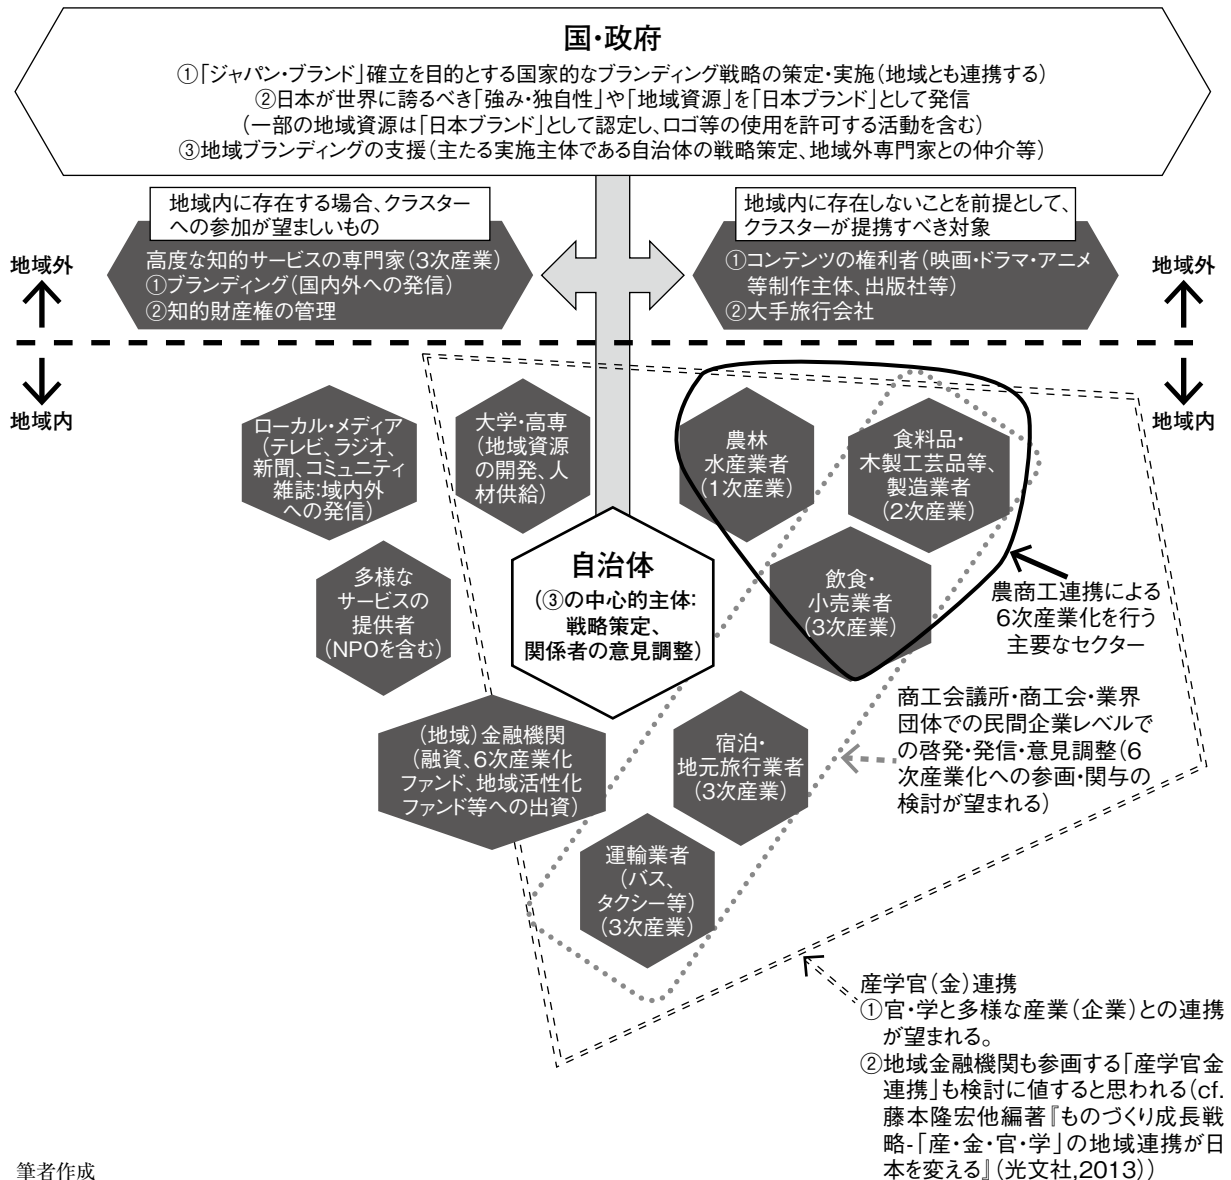 国・政府
①「ジャパン・ブランド」確立を目的とする国家的なブランディング戦略の策定・実施(地域とも連携する)
②日本が世界に誇るべき「強み・独自性」や「地域資源」を「日本ブランド」として発信
(一部の地域資源は「日本ブランド」として認定し、ロゴ等の使用を許可する活動を含む)
③地域ブランディングの支援(主たる実施主体である自治体の戦略策定、地域外専門家との仲介等)
地域内に存在する場合、クラスター
への参加が望ましいもの
高度な知的サービスの専門家(3次産業)
①ブランディング(国内外への発信)
②知的財産権の管理
地域内に存在しないことを前提として、
クラスターが提携すべき対象
①コンテンツの権利者(映画・ドラマ・アニメ
等制作主体、出版社等)
②大手旅行会社
地域外
地域内
地域外
地域内
ローカル・メディア
(テレビ、ラジオ、
新聞、コミュニティ
雑誌:域内外
への発信)
大学・高専
(地域資源
の開発、人
材供給)
農林
水産業者
(1次産業)
食料品・
木製工芸品等、
製造業者
(2次産業)
多様な
サービスの
提供者
(NPOを含む)
自治体
(③の中心的主体:
戦略策定、
関係者の意見調整)
飲食・
小売業者
(3次産業)
農商工連携による
6次産業化を行う
主要なセクター
(地域)金融機関
(融資、6次産業化
ファンド、地域活性化
ファンド等への出資)
宿泊・
地元旅行業者
(3次産業)
商工会議所・商工会・業界
団体での民間企業レベルで
の啓発・発信・意見調整(6
次産業化への参画・関与の
検討が望まれる)
運輸業者
(バス、
タクシー等)
(3次産業)
産学官(金)連携
①官・学と多様な産業(企業)との連携
が望まれる。
②地域金融機関も参画する「産学官金
連携」も検討に値すると思われる(cf.
藤本隆宏他編著『ものづくり成長戦
略-「産・金・官・学」の地域連携が日
本を変える』(光文社,2013))
筆者作成